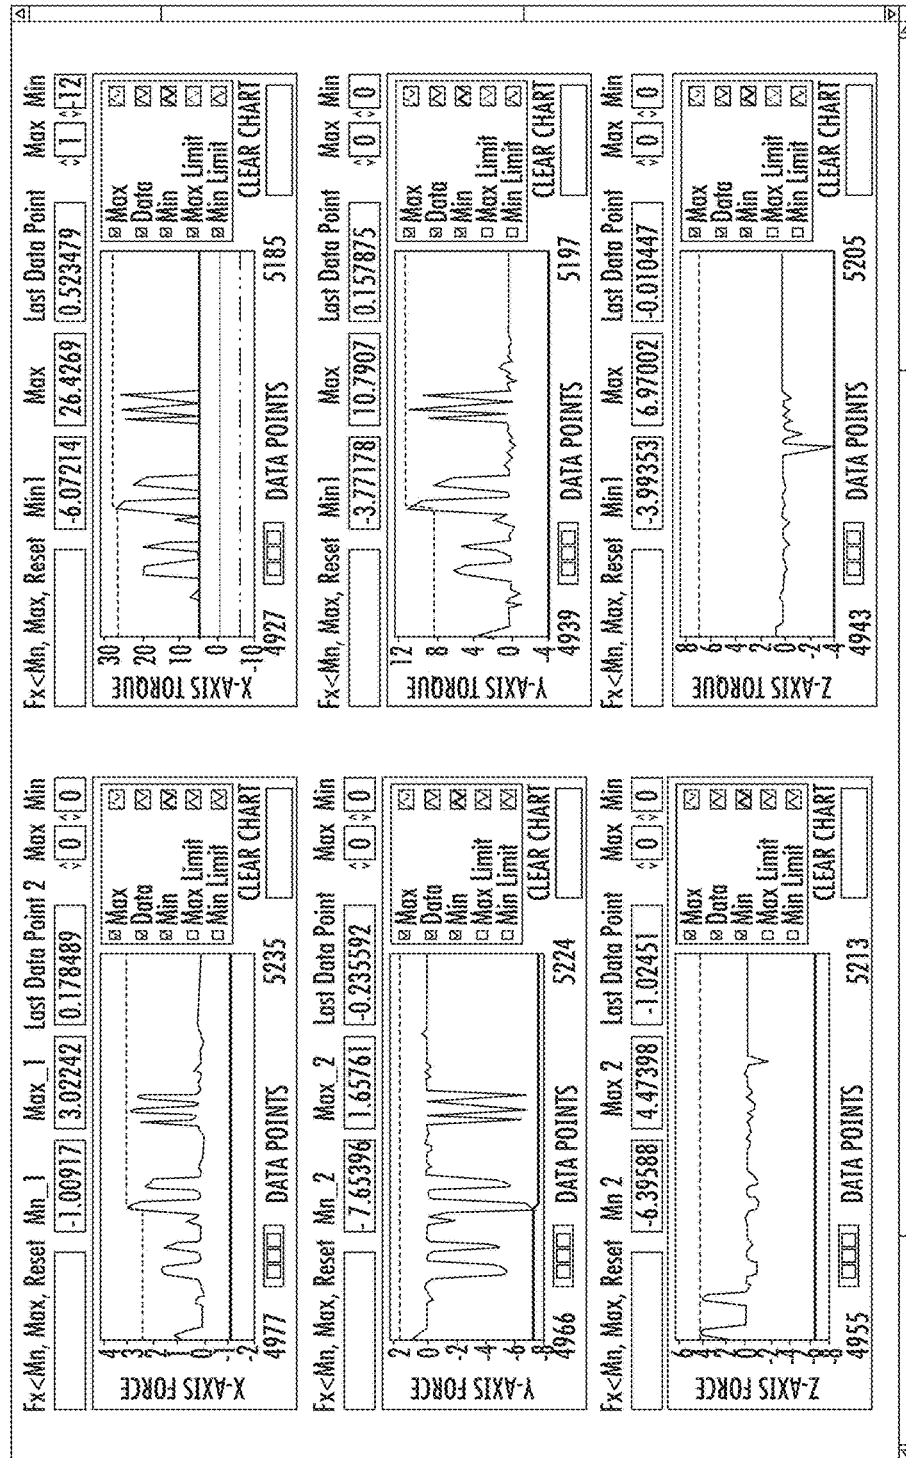 Fx<Mn, Max, Reset Mn_1 Max_1 Last Data Point 2 Max Min
-1.00917 3.02242 0.178489 0 0
X-AXIS FORCE
4
3
2
1
0
-1
-2
Max
Data
Min
Max Limit
Min Limit
CLEAR CHART
4977 DATA POINTS 5235
Fx<Mn, Max, Reset Min1 Max Last Data Point Max Min
-6.07214 26.4269 0.523479 1 -12
X-AXIS TORQUE
30
20
10
0
-10
Max
Data
Min
Max Limit
Min Limit
CLEAR CHART
4927 DATA POINTS 5185
Fx<Mn, Max, Reset Mn_2 Max_2 Last Data Point Max Min
-7.65396 1.65761 -0.235592 0 0
Y-AXIS FORCE
2
0
-2
-4
-6
-8
Max
Data
Min
Max Limit
Min Limit
CLEAR CHART
4966 DATA POINTS 5224
Fx<Mn, Max, Reset Min1 Max Last Data Point Max Min
-3.77178 10.7907 0.157875 0 0
Y-AXIS TORQUE
12
8
4
0
-4
Max
Data
Min
Max Limit
Min Limit
CLEAR CHART
4939 DATA POINTS 5197
Fx<Mn, Max, Reset Mn 2 Max 2 Last Data Point Max Min
-6.39588 4.47398 -1.02451 0 0
Z-AXIS FORCE
6
4
2
0
-2
-4
-6
-8
Max
Data
Min
Max Limit
Min Limit
CLEAR CHART
4955 DATA POINTS 5213
Fx<Mn, Max, Reset Min1 Max Last Data Point Max Min
-3.99353 6.97002 -0.010447 0 0
Z-AXIS TORQUE
8
6
4
2
0
-2
-4
Max
Data
Min
Max Limit
Min Limit
CLEAR CHART
4943 DATA POINTS 5205